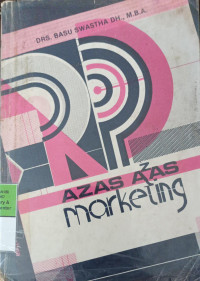 DRS. BASU SWASTHA DH - M.B.A.
AZAS AZAS
marketing